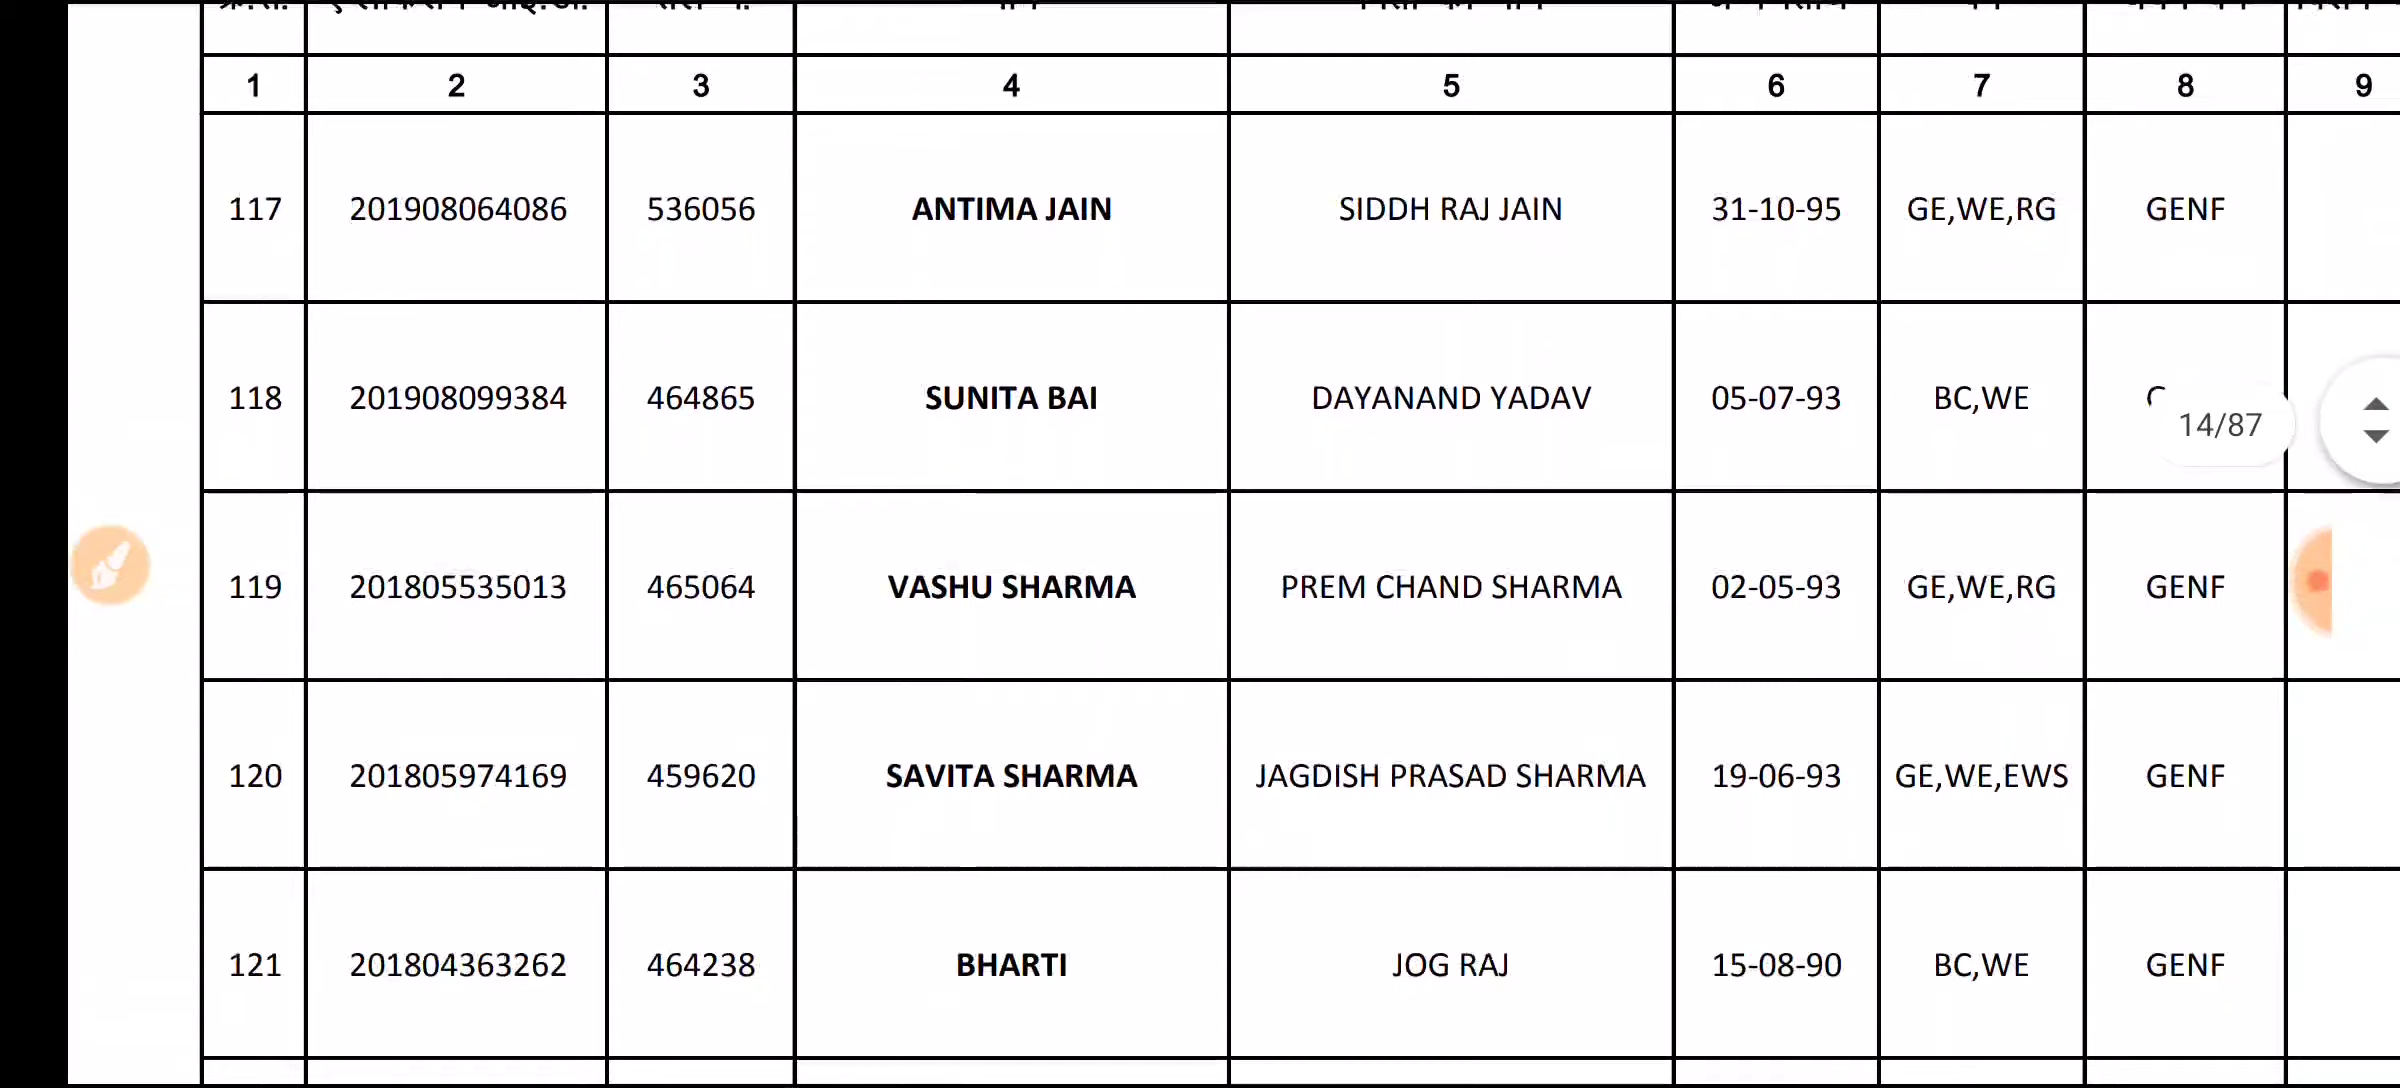 1 2 3 4 5 6 7 8 9
117 201908064086 536056 ANTIMA JAIN SIDDH RAJ JAIN 31-10-95 GE,WE,RG GENF
118 201908099384 464865 SUNITA BAI DAYANAND YADAV 05-07-93 BC,WE
14/87
119 201805535013 465064 VASHU SHARMA PREM CHAND SHARMA 02-05-93 GE,WE,RG GENF
120 201805974169 459620 SAVITA SHARMA JAGDISH PRASAD SHARMA 19-06-93 GE,WE,EWS GENF
121 201804363262 464238 BHARTI JOG RAJ 15-08-90 BC,WE GENF